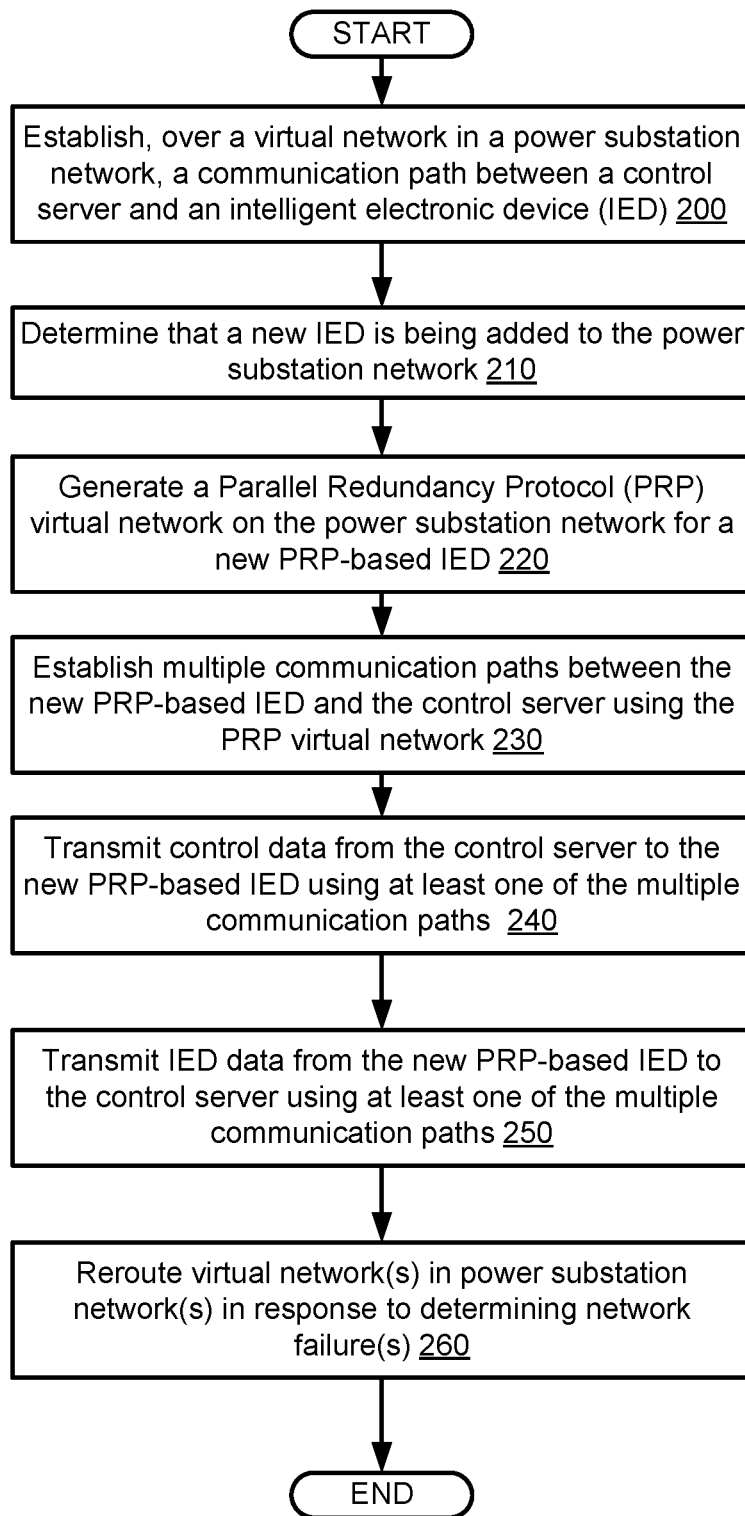 START
Establish, over a virtual network in a power substation
network, a communication path between a control
server and an intelligent electronic device (IED) 200
Determine that a new IED is being added to the power
substation network 210
Generate a Parallel Redundancy Protocol (PRP)
virtual network on the power substation network for a
new PRP-based IED 220
Establish multiple communication paths between the
new PRP-based IED and the control server using the
PRP virtual network 230
Transmit control data from the control server to the
new PRP-based IED using at least one of the multiple
communication paths 240
Transmit IED data from the new PRP-based IED to
the control server using at least one of the multiple
communication paths 250
Reroute virtual network(s) in power substation
network(s) in response to determining network
failure(s) 260
END